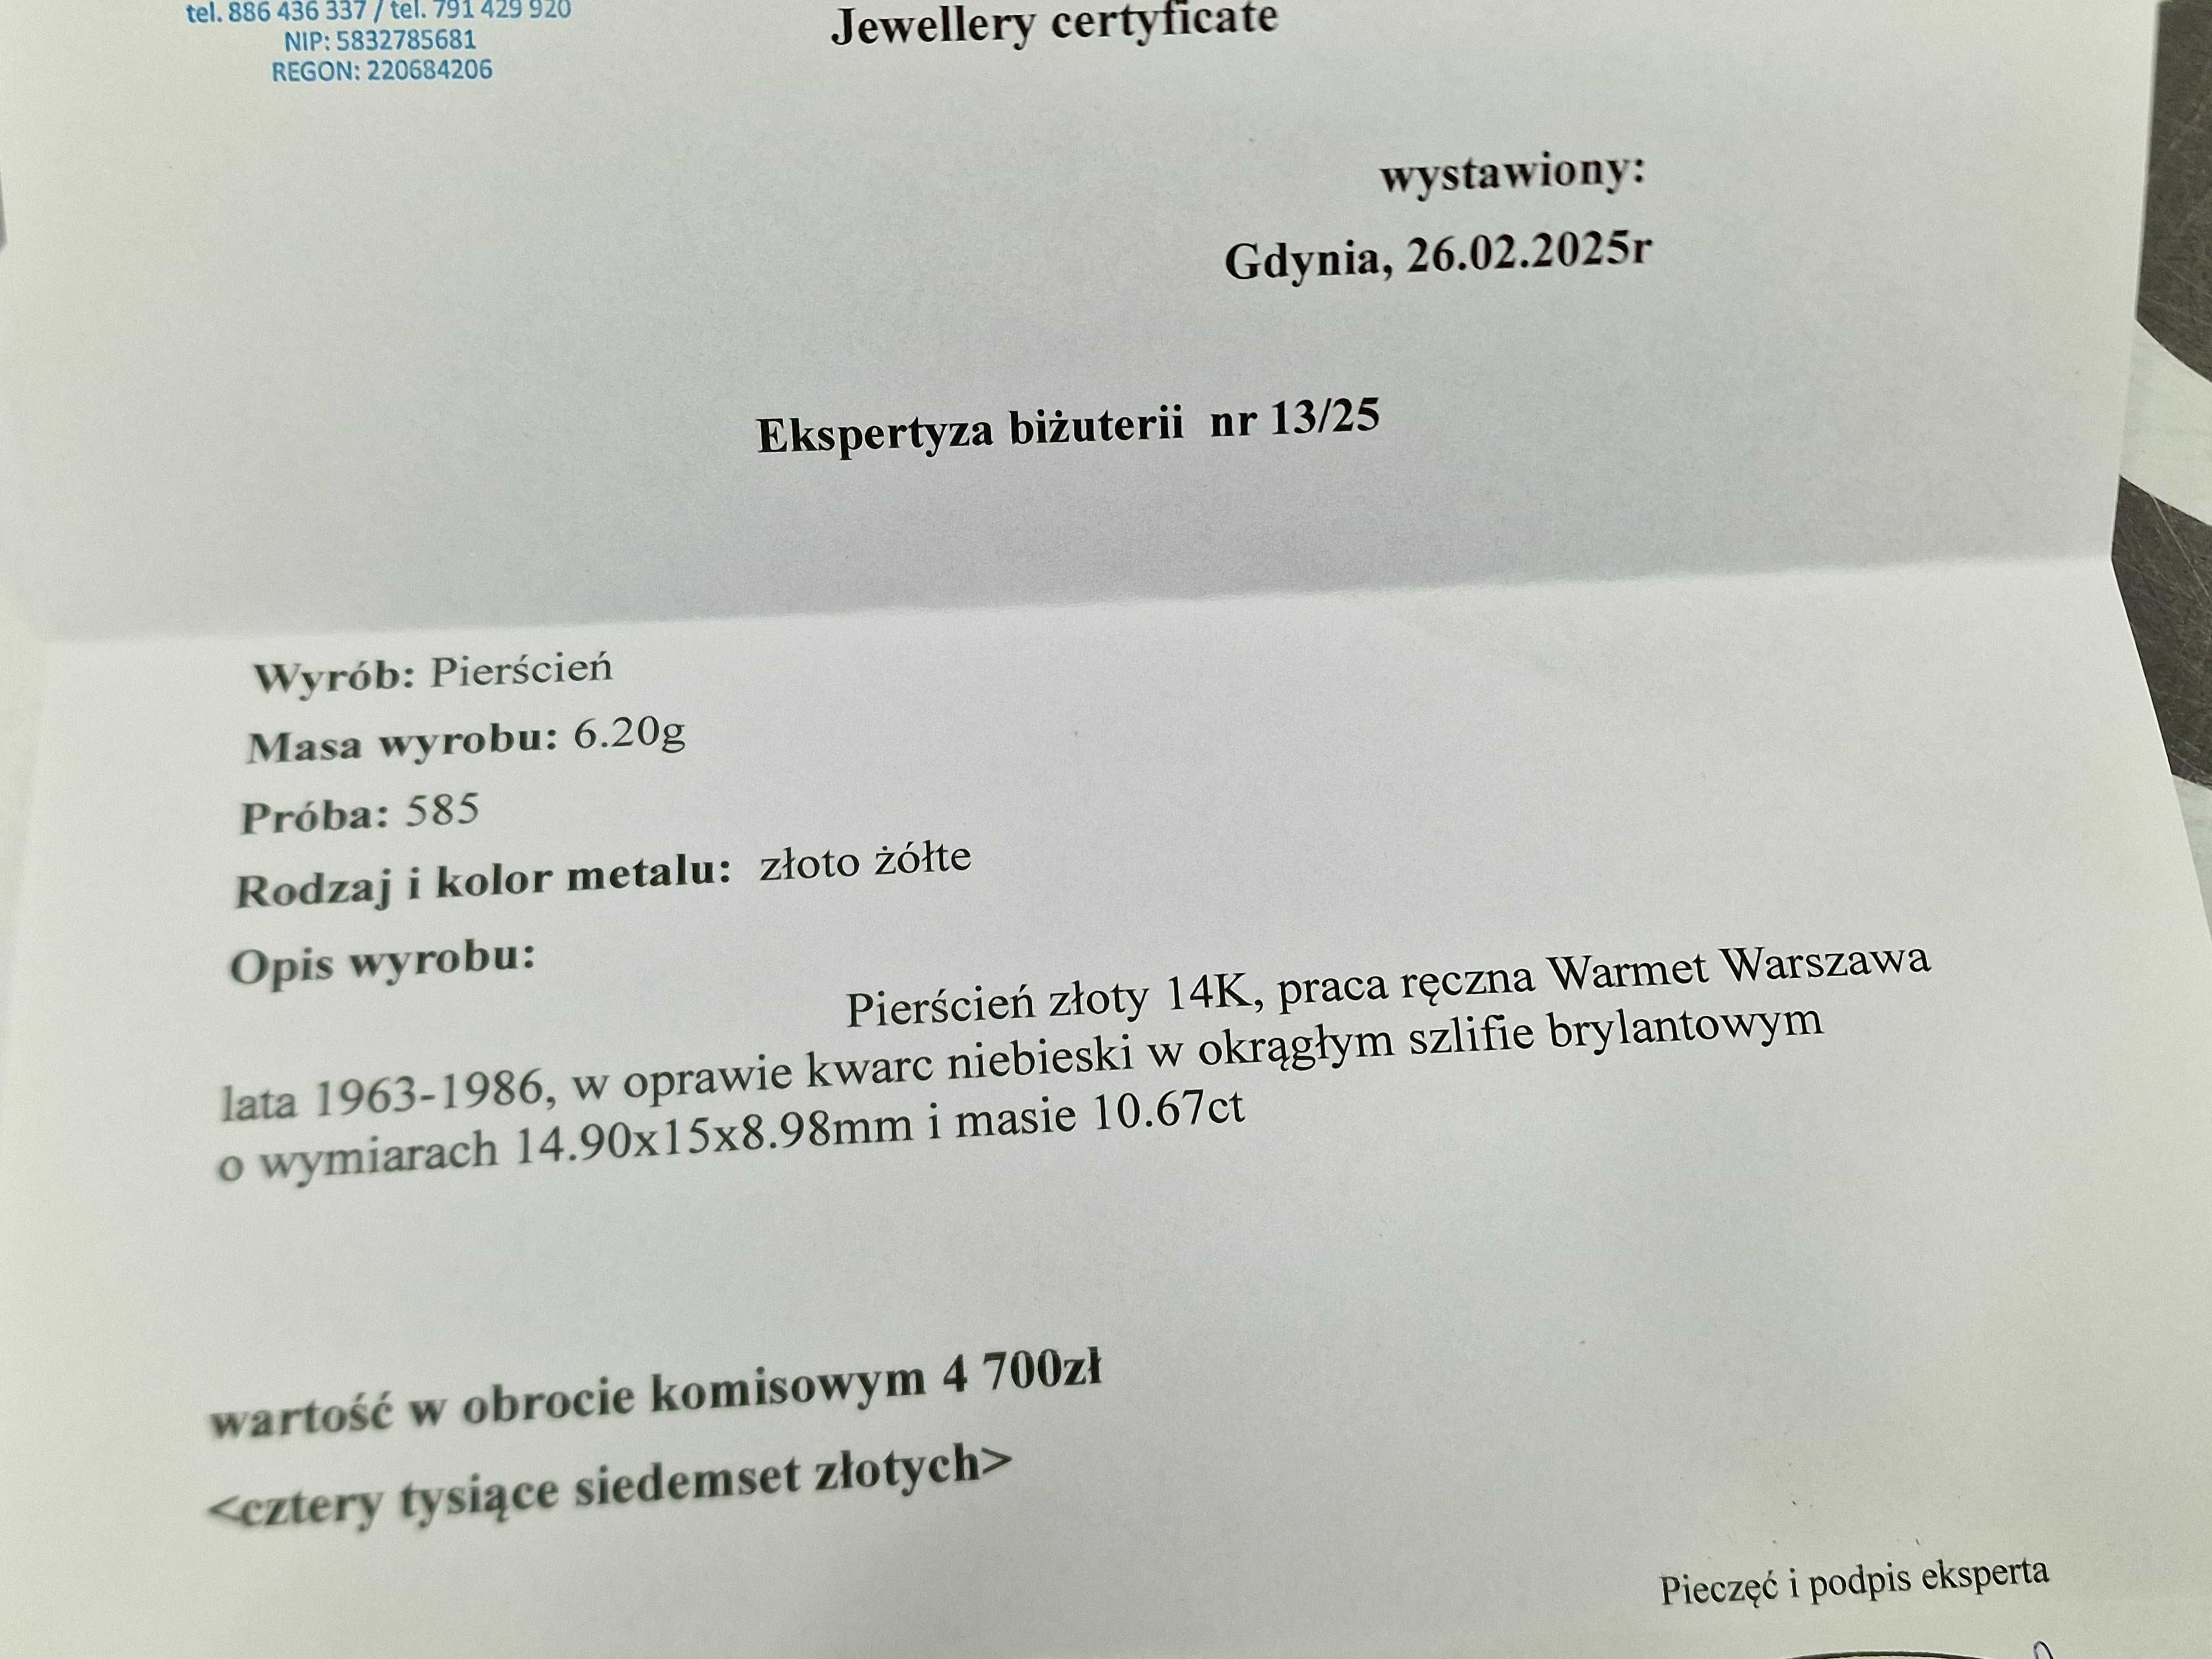 tel. 886 436 337 / tel. 791 429 920
NIP: 5832785681
REGON: 220684206
Jewellery certyficate
wystawiony:
Gdynia, 26.02.2025r
Ekspertyza biżuterii nr 13/25
Wyrób: Pierścień
Masa wyrobu: 6.20g
Próba: 585
Rodzaj i kolor metalu: złoto żółte
Opis wyrobu:
Pierścień złoty 14K, praca ręczna Warmet Warszawa
lata 1963-1986, w oprawie kwarc niebieski w okrągłym szlifie brylantowym
o wymiarach 14.90x15x8.98mm i masie 10.67ct
wartość w obrocie komisowym 4 700zł
<cztery tysiące siedemset złotych>
Pieczęć i podpis eksperta